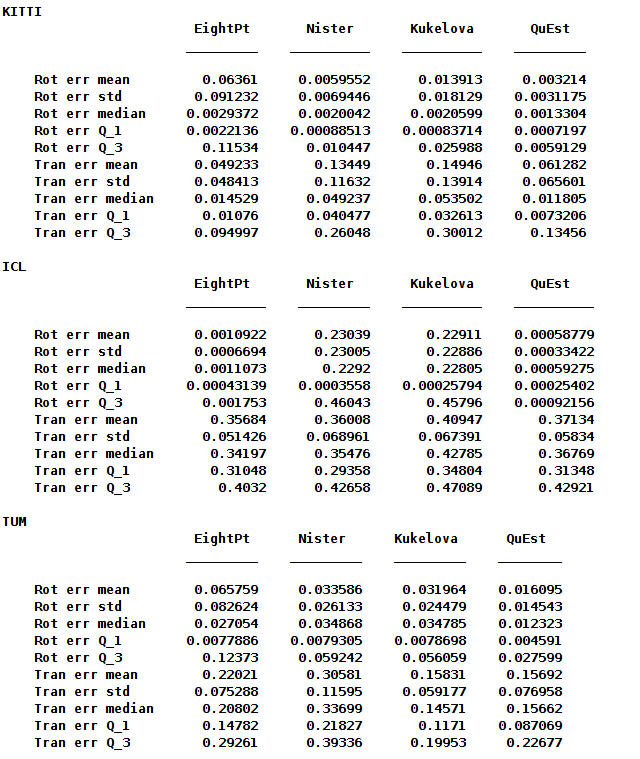 KITTI
EightPt Nister Kukelova QuEst
Rot err mean 0.06361 0.0059552 0.013913 0.003214
Rot err std 0.091232 0.0069446 0.018129 0.0031175
Rot err median 0.0029372 0.0020042 0.0020599 0.0013304
Rot err Q_1 0.0022136 0.00088513 0.00083714 0.0007197
Rot err Q_3 0.11534 0.010447 0.025988 0.0059129
Tran err mean 0.049233 0.13449 0.14946 0.061282
Tran err std 0.048413 0.11632 0.13914 0.065601
Tran err median 0.014529 0.049237 0.053502 0.011805
Tran err Q_1 0.01076 0.040477 0.032613 0.0073206
Tran err Q_3 0.094997 0.26048 0.30012 0.13456
ICL
EightPt Nister Kukelova QuEst
Rot err mean 0.0010922 0.23039 0.22911 0.00058779
Rot err std 0.0006694 0.23005 0.22886 0.00033422
Rot err median 0.0011073 0.2292 0.22805 0.00059275
Rot err Q_1 0.00043139 0.0003558 0.00025794 0.00025402
Rot err Q_3 0.001753 0.46043 0.45796 0.00092156
Tran err mean 0.35684 0.36008 0.40947 0.37134
Tran err std 0.051426 0.068961 0.067391 0.05834
Tran err median 0.34197 0.35476 0.42785 0.36769
Tran err Q_1 0.31048 0.29358 0.34804 0.31348
Tran err Q_3 0.4032 0.42658 0.47089 0.42921
TUM
EightPt Nister Kukelova QuEst
Rot err mean 0.065759 0.033586 0.031964 0.016095
Rot err std 0.082624 0.026133 0.024479 0.014543
Rot err median 0.027054 0.034868 0.034785 0.012323
Rot err Q_1 0.0077886 0.0079305 0.0078698 0.004591
Rot err Q_3 0.12373 0.059242 0.056059 0.027599
Tran err mean 0.22021 0.30581 0.15831 0.15692
Tran err std 0.075288 0.11595 0.059177 0.076958
Tran err median 0.20802 0.33699 0.14571 0.15662
Tran err Q_1 0.14782 0.21827 0.1171 0.087069
Tran err Q_3 0.29261 0.39336 0.19953 0.22677